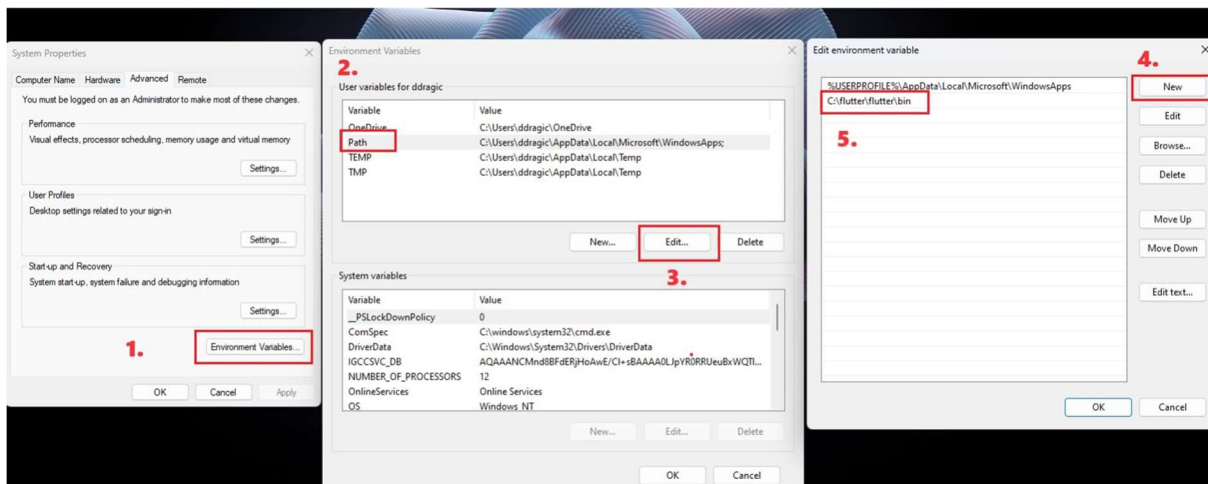 System Properties
Computer Name Hardware Advanced Remote
You must be logged on as an Administrator to make most of these changes.
Performance
Visual effects, processor scheduling, memory usage and virtual memory
Settings...
User Profiles
Desktop settings related to your sign-in
Settings...
Start-up and Recovery
System start-up, system failure and debugging information
Settings...
1.
Environment Variables...
OK Cancel Apply
Environment Variables
2.
User variables for ddragic
Variable Value
OneDrive C:\Users\ddragic\OneDrive
Path C:\Users\ddragic\AppData\Local\Microsoft\WindowsApps;
TEMP C:\Users\ddragic\AppData\Local\Temp
TMP C:\Users\ddragic\AppData\Local\Temp
New... Edit... Delete
3.
System variables
Variable Value
__PSLockDownPolicy 0
ComSpec C:\windows\system32\cmd.exe
DriverData C:\Windows\System32\Drivers\DriverData
IGCCSVC_DB
NUMBER_OF_PROCESSORS 12
OnlineServices Online Services
OS Windows_NT
New... Edit... Delete
OK Cancel
Edit environment variable
4.
%USERPROFILE%\AppData\Local\Microsoft\WindowsApps
C:\flutter\flutter\bin
5.
New
Edit
Browse...
Delete
Move Up
Move Down
Edit text...
OK Cancel